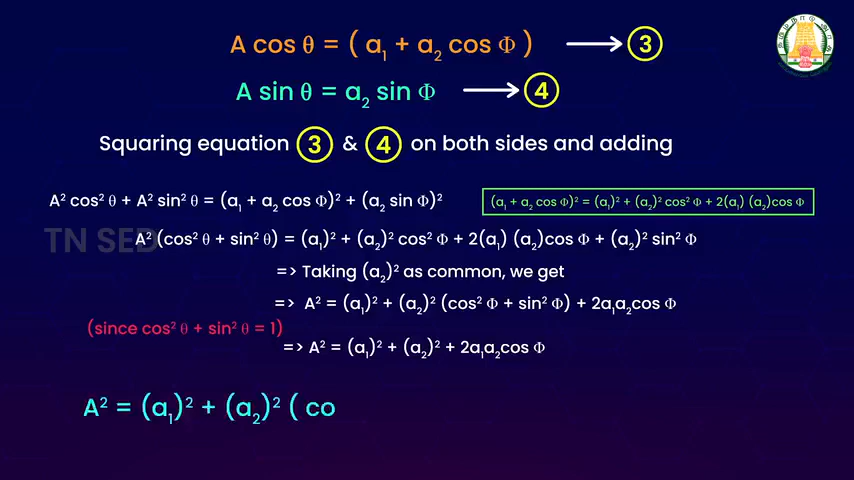 A cos θ = ( a₁ + a₂ cos Φ ) ⟶ ③
A sin θ = a₂ sin Φ ⟶ ④
Squaring equation ③ & ④ on both sides and adding
A² cos² θ + A² sin² θ = (a₁ + a₂ cos Φ)² + (a₂ sin Φ)²
(a₁ + a₂ cos Φ)² = (a₁)² + (a₂)² cos² Φ + 2(a₁) (a₂)cos Φ
TN SED
A² (cos² θ + sin² θ) = (a₁)² + (a₂)² cos² Φ + 2(a₁) (a₂)cos Φ + (a₂)² sin² Φ
=> Taking (a₂)² as common, we get
=> A² = (a₁)² + (a₂)² (cos² Φ + sin² Φ) + 2a₁a₂cos Φ
(since cos² θ + sin² θ = 1)
=> A² = (a₁)² + (a₂)² + 2a₁a₂cos Φ
A² = (a₁)² + (a₂)² ( co